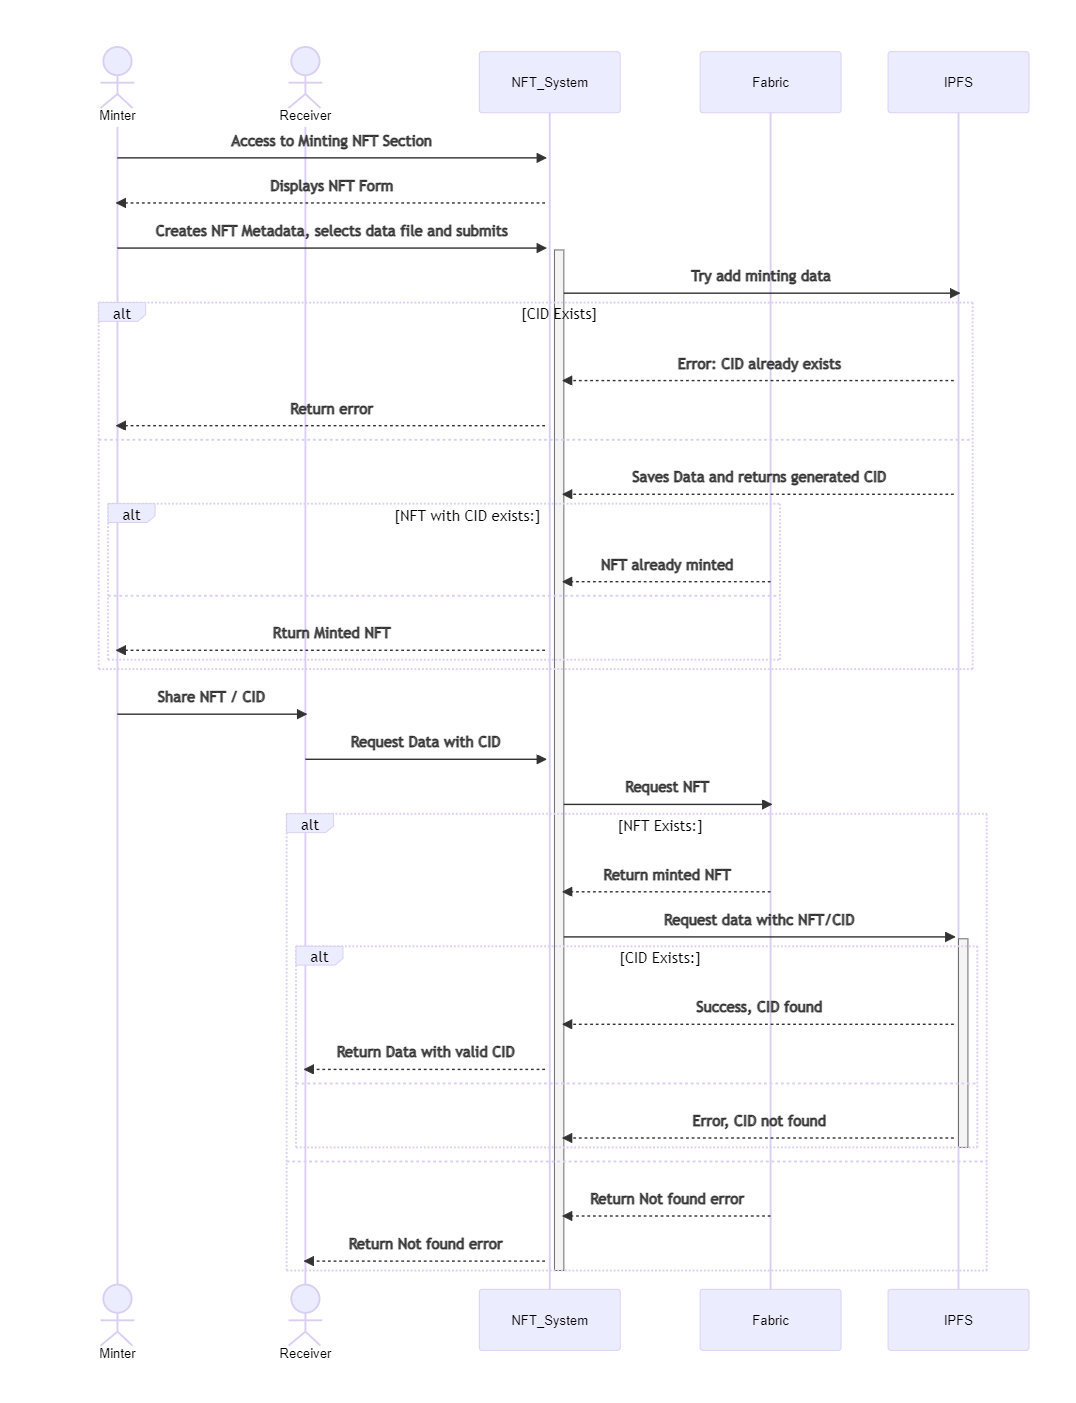 Minter
Receiver
NFT_System
Fabric
IPFS
Access to Minting NFT Section
Displays NFT Form
Creates NFT Metadata, selects data file and submits
Try add minting data
alt
[CID Exists]
Error: CID already exists
Return error
Saves Data and returns generated CID
alt
[NFT with CID exists:]
NFT already minted
Rturn Minted NFT
Share NFT / CID
Request Data with CID
Request NFT
alt
[NFT Exists:]
Return minted NFT
Request data withc NFT/CID
alt
[CID Exists:]
Success, CID found
Return Data with valid CID
Error, CID not found
Return Not found error
Return Not found error
Minter
Receiver
NFT_System
Fabric
IPFS